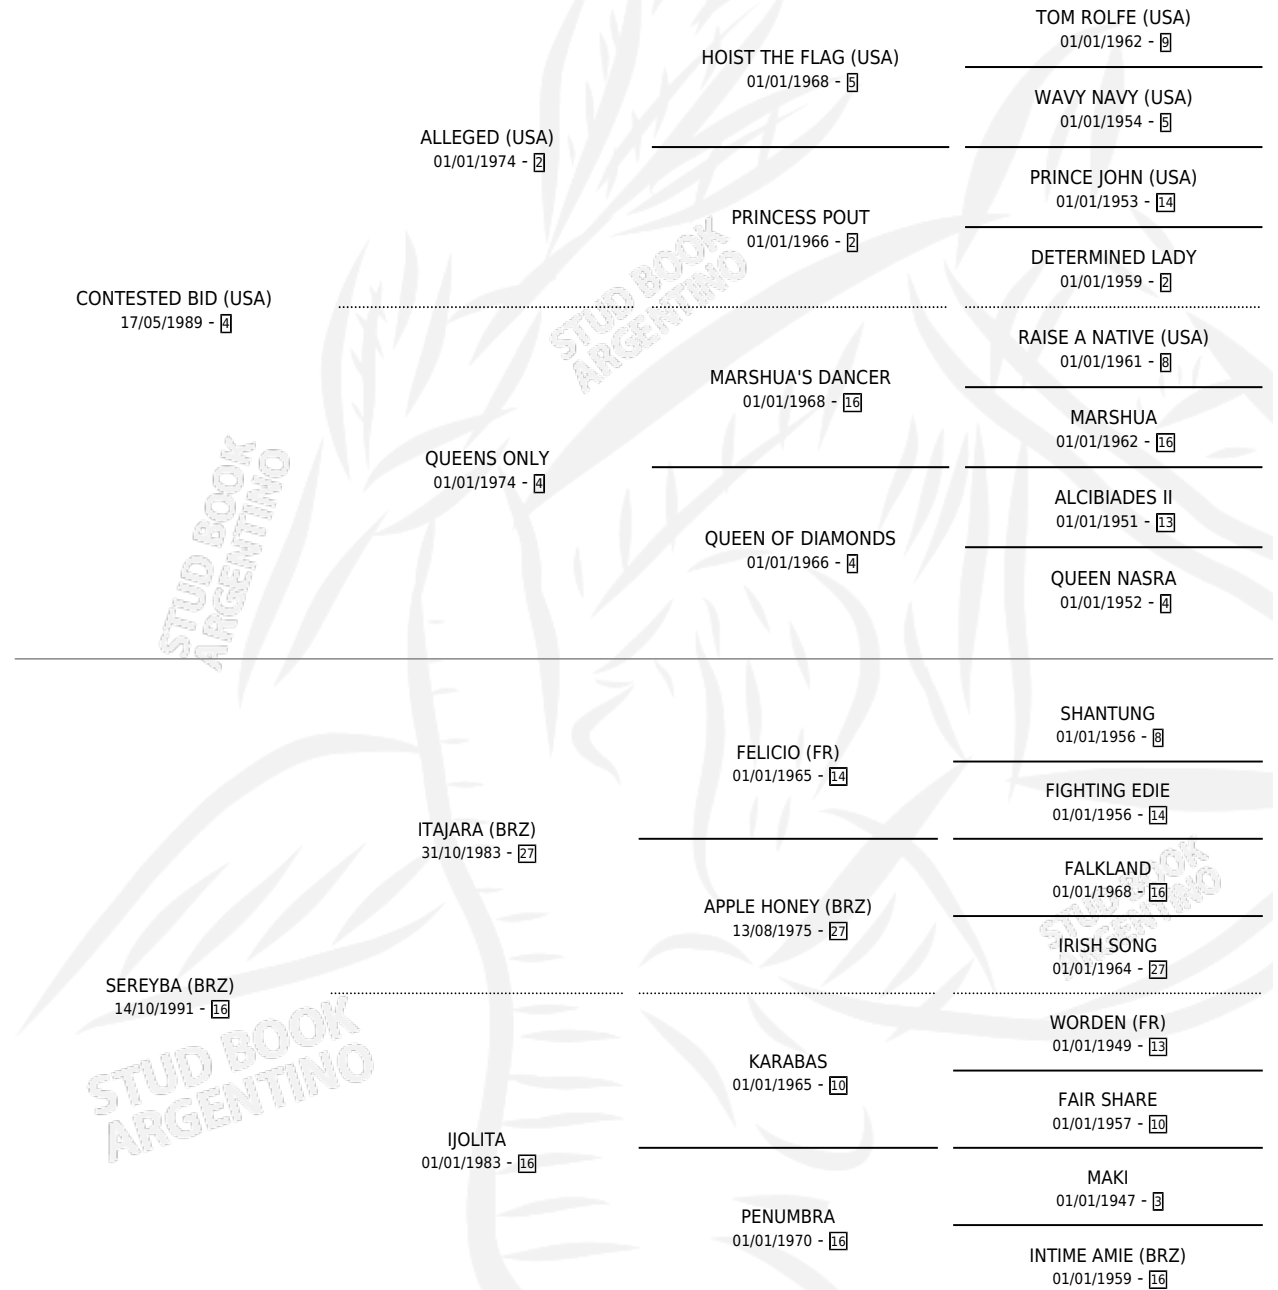 TOM ROLFE (USA)
01/01/1962 - 9
HOIST THE FLAG (USA)
01/01/1968 - 5
WAVY NAVY (USA)
01/01/1954 - 5
ALLEGED (USA)
01/01/1974 - 2
PRINCE JOHN (USA)
01/01/1953 - 14
PRINCESS POUT
01/01/1966 - 2
DETERMINED LADY
01/01/1959 - 2
CONTESTED BID (USA)
17/05/1989 - 4
STUD BOOK
ARGENTINO
RAISE A NATIVE (USA)
01/01/1961 - 8
MARSHUA'S DANCER
01/01/1968 - 16
MARSHUA
01/01/1962 - 16
QUEENS ONLY
01/01/1974 - 4
ALCIBIADES II
01/01/1951 - 13
QUEEN OF DIAMONDS
01/01/1966 - 4
QUEEN NASRA
01/01/1952 - 4
STUD BOOK
ARGENTINO
SHANTUNG
01/01/1956 - 8
FELICIO (FR)
01/01/1965 - 14
FIGHTING EDIE
01/01/1956 - 14
ITAJARA (BRZ)
31/10/1983 - 27
FALKLAND
01/01/1968 - 16
APPLE HONEY (BRZ)
13/08/1975 - 27
STUD BOOK
ARGENTINO
IRISH SONG
01/01/1964 - 27
SEREYBA (BRZ)
14/10/1991 - 16
WORDEN (FR)
01/01/1949 - 13
STUD BOOK
ARGENTINO
KARABAS
01/01/1965 - 10
FAIR SHARE
01/01/1957 - 10
IJOLITA
01/01/1983 - 16
MAKI
01/01/1947 - 3
PENUMBRA
01/01/1970 - 16
INTIME AMIE (BRZ)
01/01/1959 - 16